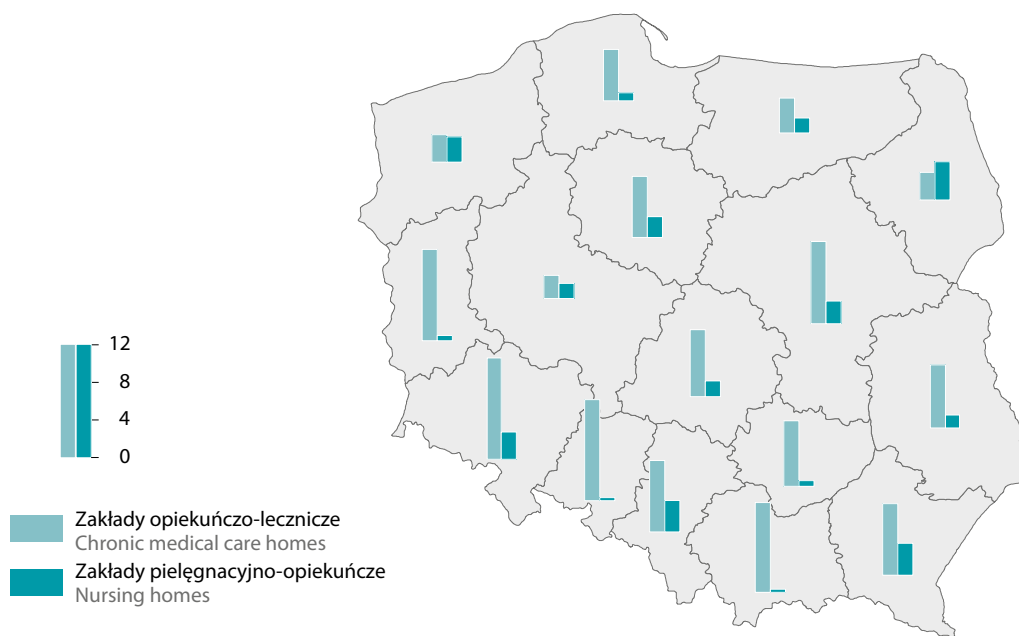 12
8
4
0
Zakłady opiekuńczo-lecznicze
Chronic medical care homes
Zakłady pielęgnacyjno-opiekuńcze
Nursing homes